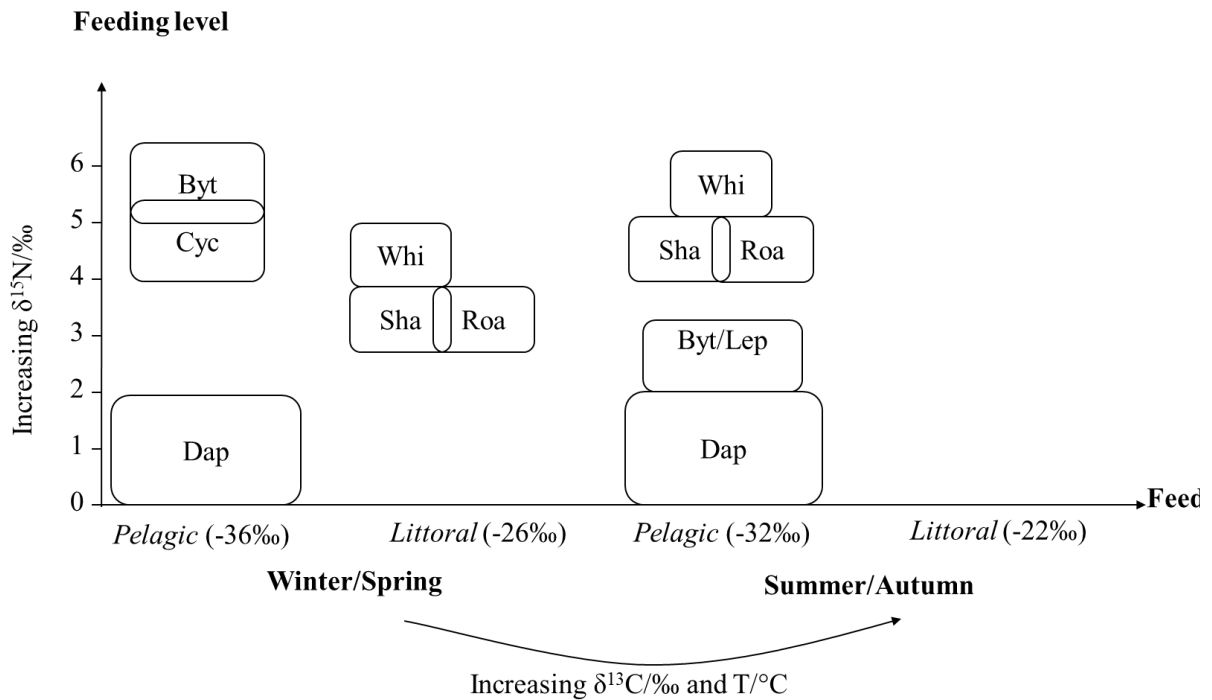 Feeding level
Increasing δ¹⁵N/‰
6
5
4
3
2
1
0
Byt
Cyc
Dap
Whi
Sha
Roa
Whi
Sha
Roa
Byt/Lep
Dap
Feed
Pelagic (-36‰)
Littoral (-26‰)
Pelagic (-32‰)
Littoral (-22‰)
Winter/Spring
Summer/Autumn
Increasing δ¹³C/‰ and T/°C